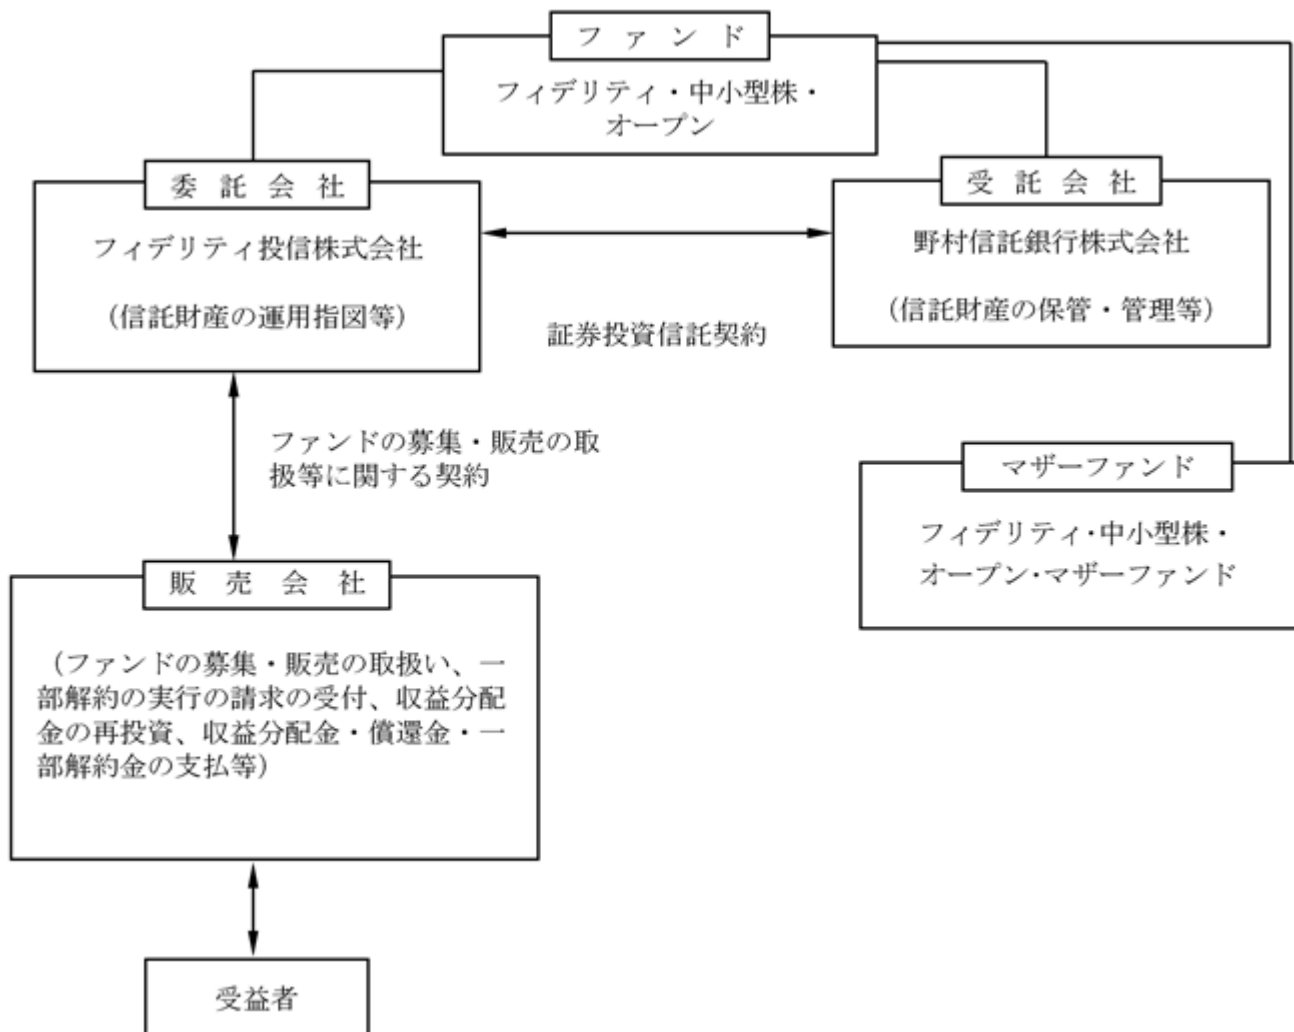 ファンド
フィデリティ・中小型株・
オープン
委託会社
フィデリティ投信株式会社
（信託財産の運用指図等）
受託会社
野村信託銀行株式会社
（信託財産の保管・管理等）
証券投資信託契約
ファンドの募集・販売の取
扱等に関する契約
マザーファンド
フィデリティ・中小型株・
オープン・マザーファンド
販売会社
（ファンドの募集・販売の取扱い、一
部解約の実行の請求の受付、収益分配
金の再投資、収益分配金・償還金・一
部解約金の支払等）
受益者